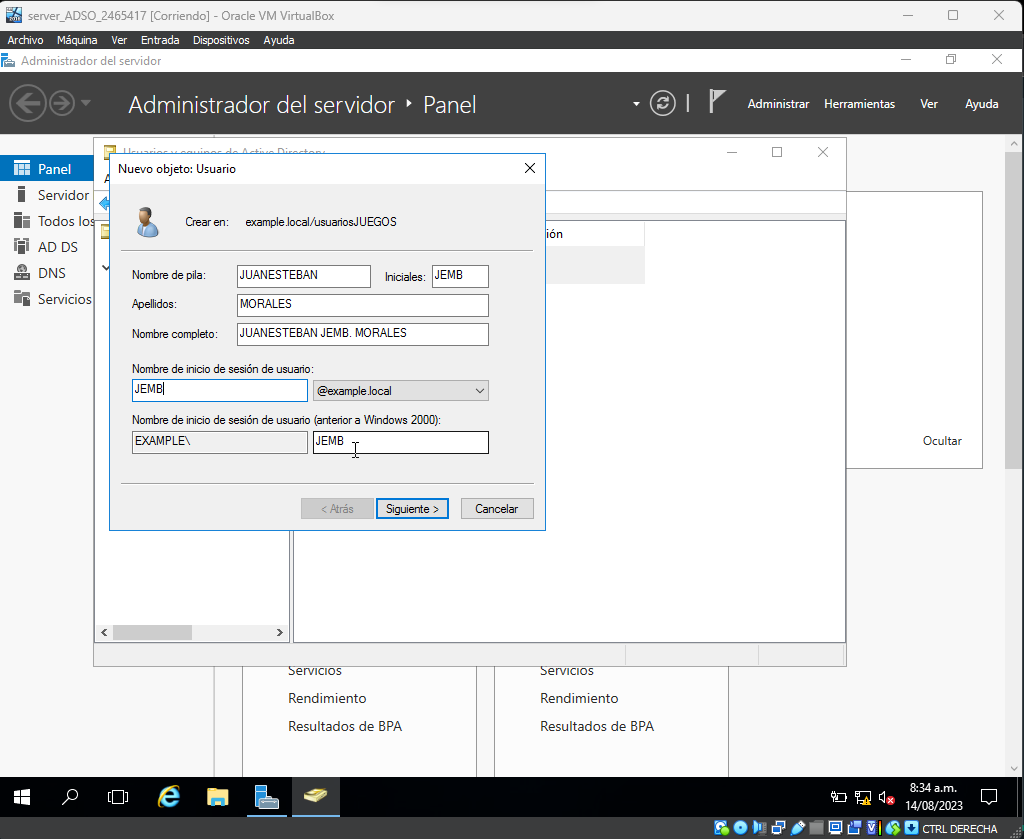 server_ADSO_2465417 [Corriendo] - Oracle VM VirtualBox
Archivo Máquina Ver Entrada Dispositivos Ayuda
Administrador del servidor
Administrador del servidor Panel
Administrar Herramientas Ver Ayuda
Usuarios y equipos de Active Directory
Panel
Servidor
Todos los
AD DS
DNS
Servicios
Nuevo objeto: Usuario
Crear en: example.local/usuariosJUEGOS
ión
Nombre de pila: JUANESTEBAN Iniciales: JEMB
Apellidos: MORALES
Nombre completo: JUANESTEBAN JEMB. MORALES
Nombre de inicio de sesión de usuario:
JEMB @example.local
Nombre de inicio de sesión de usuario (anterior a Windows 2000):
EXAMPLE\ JEMB
< Atrás Siguiente > Cancelar
Ocultar
Servicios
Rendimiento
Resultados de BPA
Servicios
Rendimiento
Resultados de BPA
8:34 a.m.
14/08/2023
CTRL DERECHA